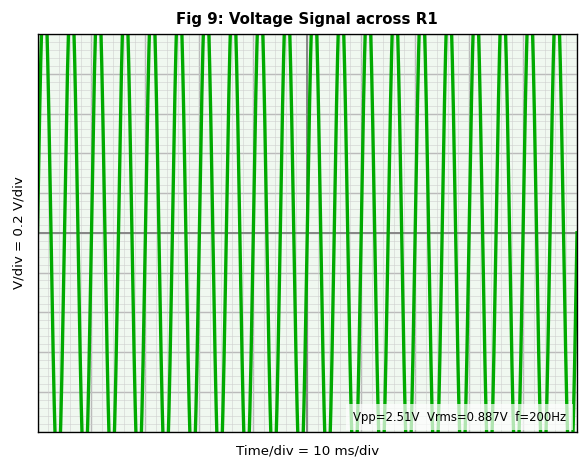 Fig 9: Voltage Signal across R1
V/div = 0.2 V/div
Vpp=2.51V Vrms=0.887V f=200Hz
Time/div = 10 ms/div